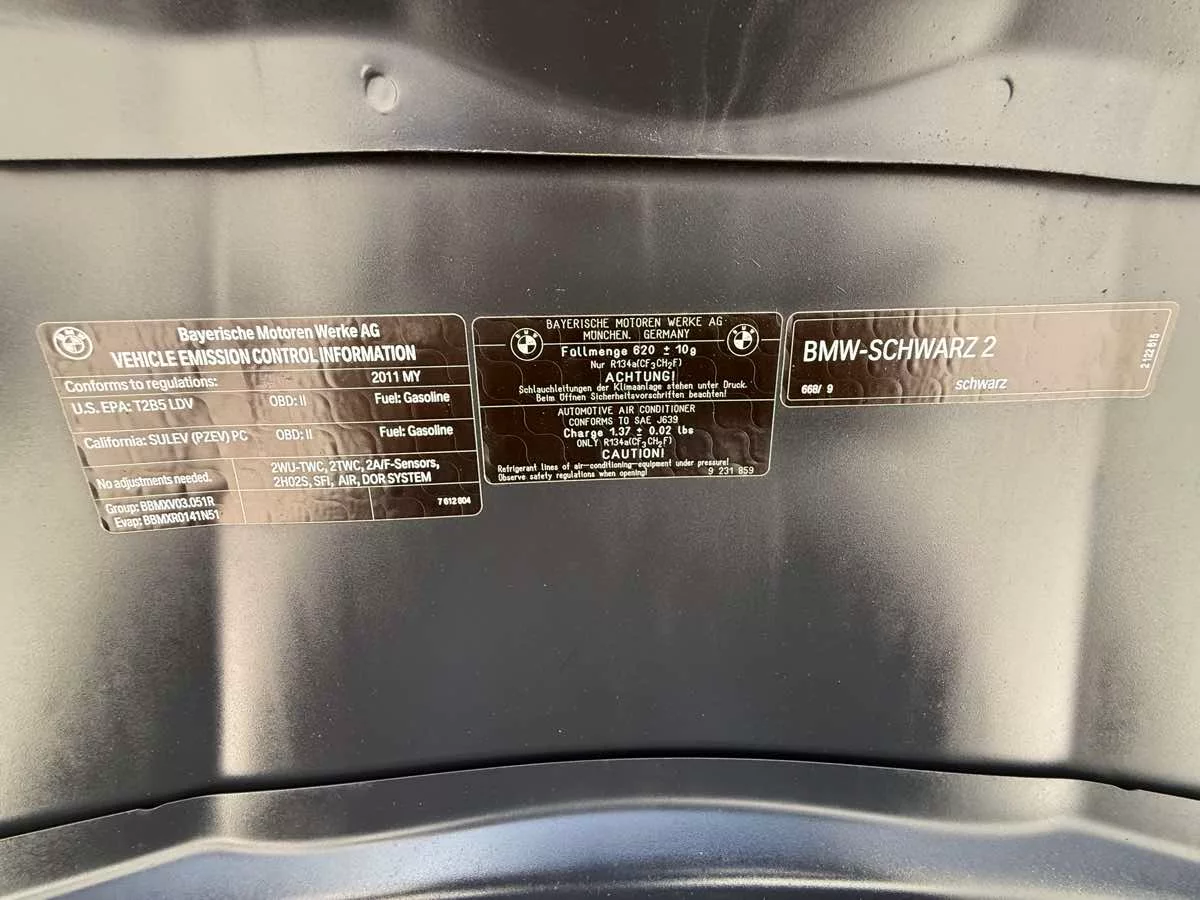 Bayerische Motoren Werke AG
VEHICLE EMISSION CONTROL INFORMATION
Conforms to regulations: 2011 MY
U.S. EPA: T2B5 LDV OBD: II Fuel: Gasoline
California: SULEV (PZEV) PC OBD: II Fuel: Gasoline
No adjustments needed.
2WU-TWC, 2TWC, 2A/F-Sensors,
2HO2S, SFI, AIR, DOR SYSTEM
Group: BBMXV03.051R
Evap: BBMXR0141N51
7 612 804
BAYERISCHE MOTOREN WERKE AG
MÜNCHEN, GERMANY
Füllmenge 620 ± 10g
Nur R134a(CF3CH2F)
ACHTUNG!
Schlauchleitungen der Klimaanlage stehen unter Druck.
Beim Öffnen Sicherheitsvorschriften beachten!
AUTOMOTIVE AIR CONDITIONER
CONFORMS TO SAE J639
Charge 1.37 ± 0.02 lbs
ONLY R134a(CF3CH2F)
CAUTION!
Refrigerant lines of air-conditioning-equipment under pressure!
Observe safety regulations when opening!
9 231 859
BMW-SCHWARZ 2
668/ 9 schwarz
2 122 615